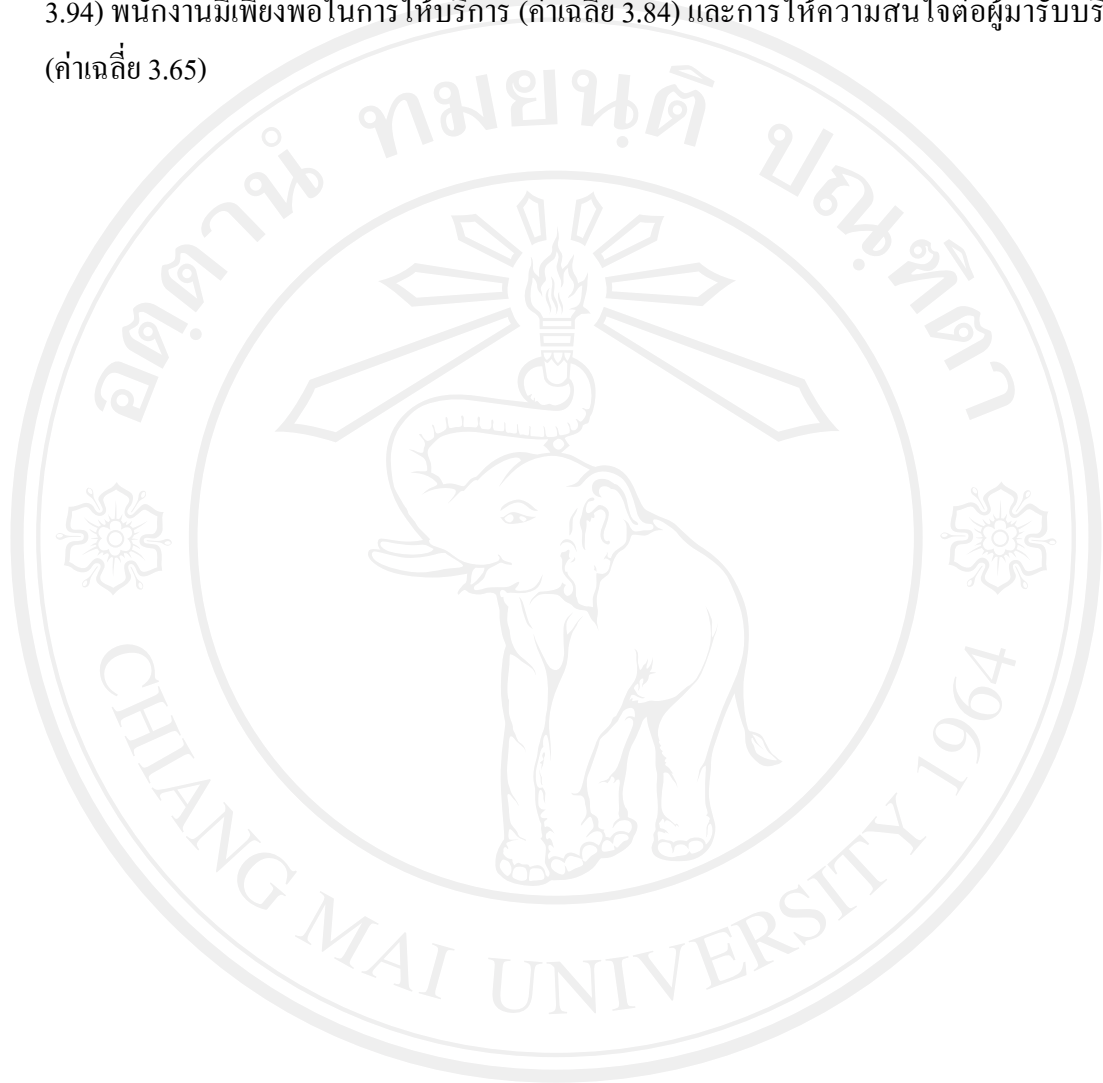 3.94) พนักงานมีเพียงพอในการให้บริการ (ค่าเฉลี่ย 3.84) และการให้ความสนใจต่อผู้มารับบริ
(ค่าเฉลี่ย 3.65)
อตฺตานํ ทมยนฺติ ปณฺฑิตา
CHIANG MAI UNIVERSITY 1964